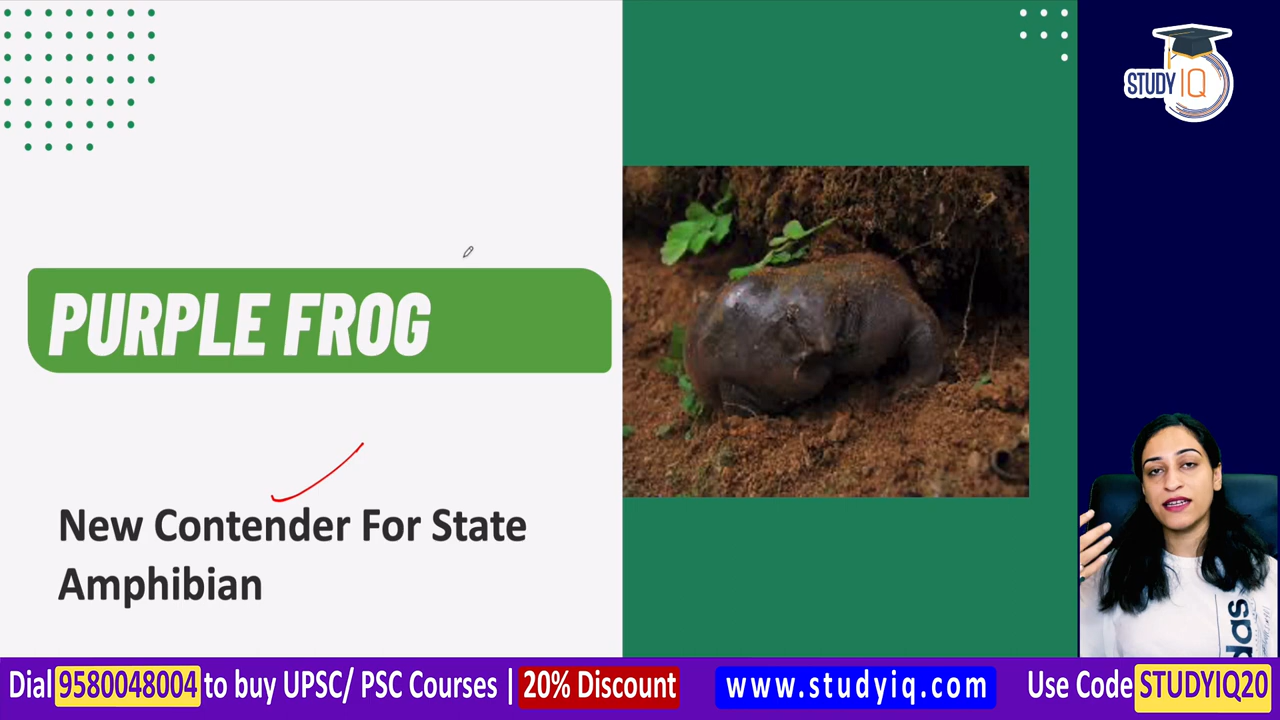 STUDY IQ
PURPLE FROG
New Contender For State
Amphibian
das
Dial 9580048004 to buy UPSC/ PSC Courses | 20% Discount www.studyiq.com Use Code STUDYIQ20